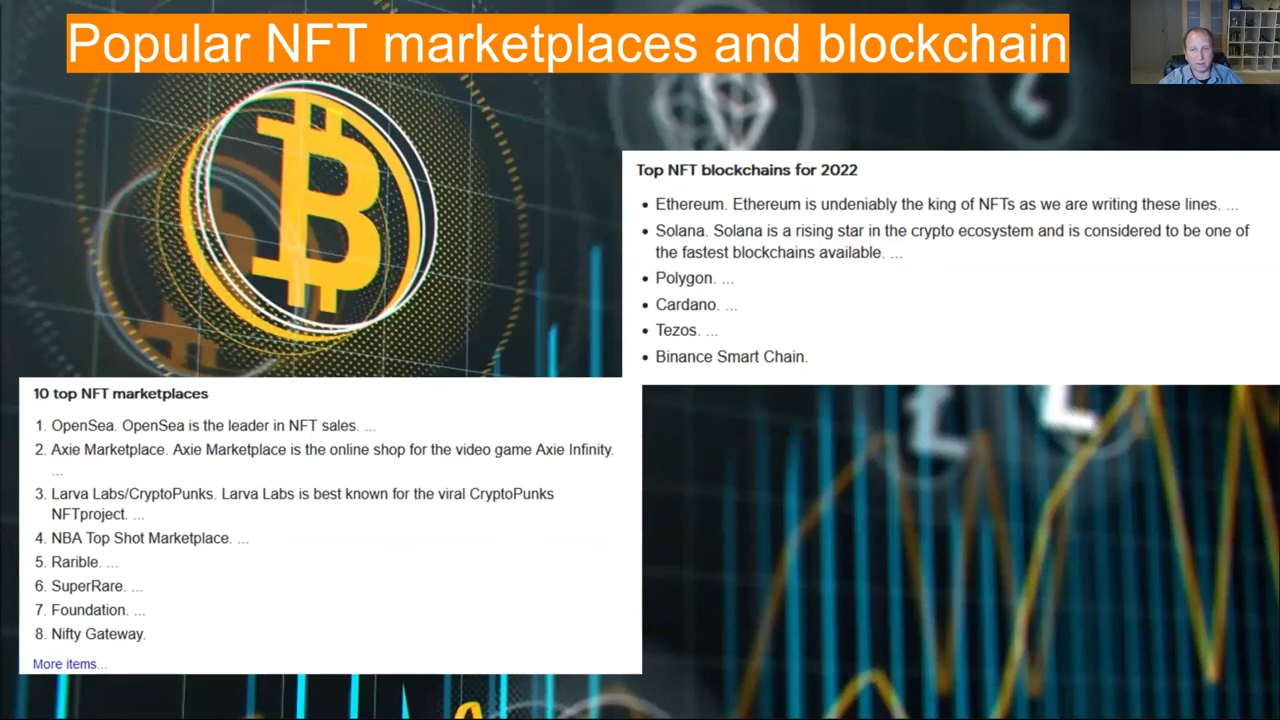 Popular NFT marketplaces and blockchain
Top NFT blockchains for 2022
• Ethereum. Ethereum is undeniably the king of NFTs as we are writing these lines. ...
• Solana. Solana is a rising star in the crypto ecosystem and is considered to be one of
the fastest blockchains available. ...
• Polygon. ...
• Cardano. ...
• Tezos. ...
• Binance Smart Chain.
10 top NFT marketplaces
1. OpenSea. OpenSea is the leader in NFT sales. ...
2. Axie Marketplace. Axie Marketplace is the online shop for the video game Axie Infinity.
...
3. Larva Labs/CryptoPunks. Larva Labs is best known for the viral CryptoPunks
NFTproject. ...
4. NBA Top Shot Marketplace. ...
5. Rarible. ...
6. SuperRare. ...
7. Foundation. ...
8. Nifty Gateway.
More items...